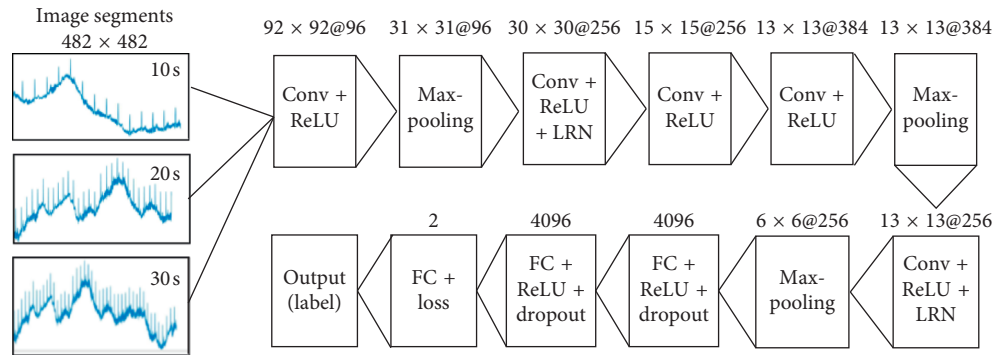 Image segments
482 × 482
10 s
20 s
30 s
92 × 92@96
31 × 31@96
30 × 30@256
15 × 15@256
13 × 13@384
13 × 13@384
Conv +
ReLU
Max-
pooling
Conv +
ReLU
+ LRN
Conv +
ReLU
Conv +
ReLU
Max-
pooling
2
4096
4096
6 × 6@256
13 × 13@256
Output
(label)
FC +
loss
FC +
ReLU +
dropout
FC +
ReLU +
dropout
Max-
pooling
Conv +
ReLU +
LRN